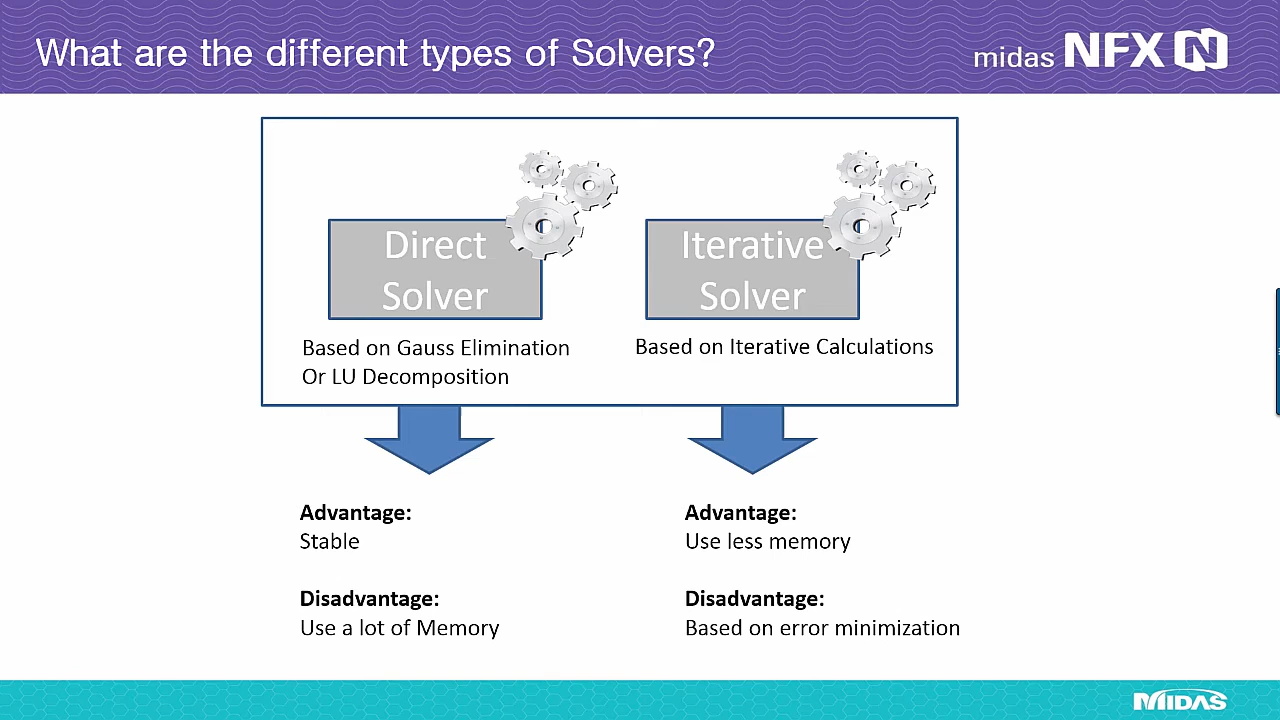 What are the different types of Solvers?
midas NFX
Direct
Solver
Based on Gauss Elimination
Or LU Decomposition
Iterative
Solver
Based on Iterative Calculations
Advantage:
Stable
Disadvantage:
Use a lot of Memory
Advantage:
Use less memory
Disadvantage:
Based on error minimization
MIDAS